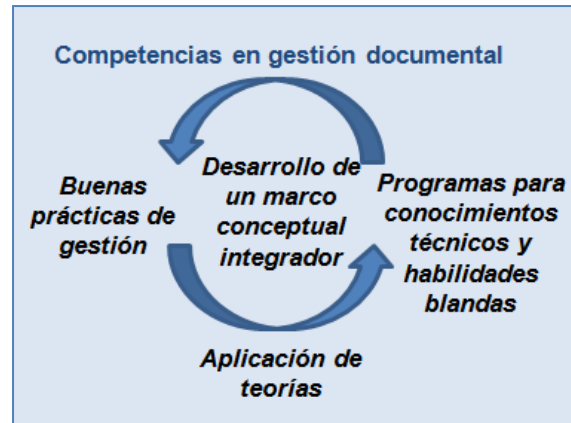 Competencias en gestión documental
Buenas
prácticas de
gestión
Desarrollo de
un marco
conceptual
integrador
Programas para
conocimientos
técnicos y
habilidades
blandas
Aplicación de
teorías